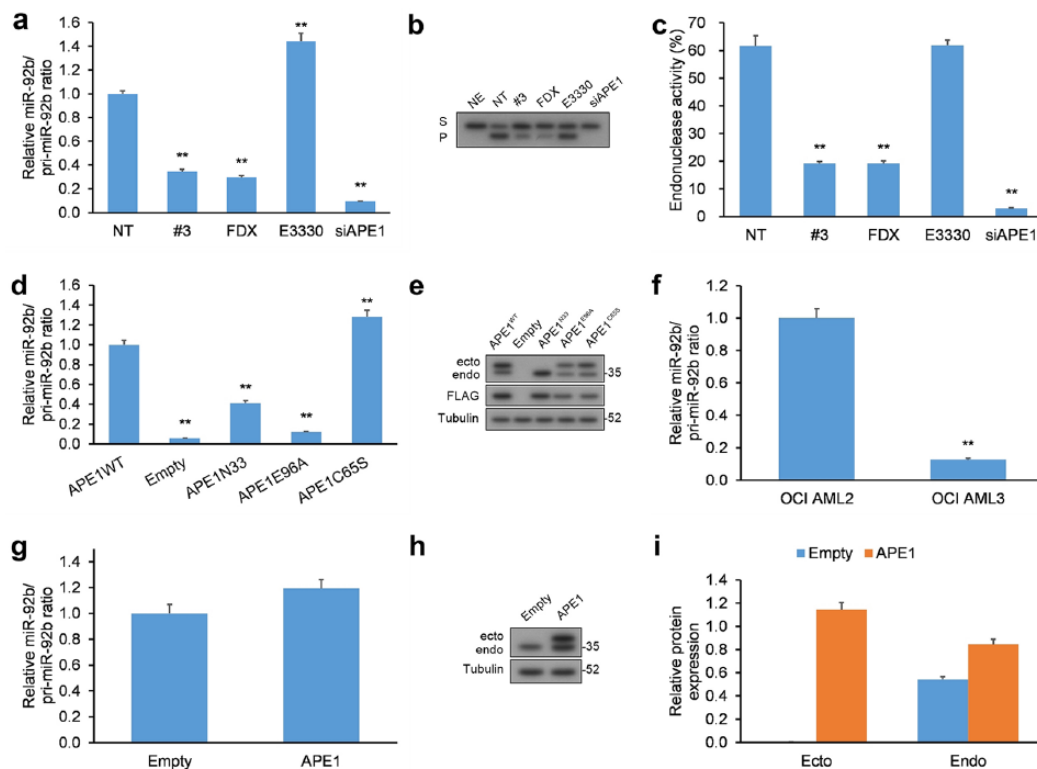 a
Relative miR-92b/
pri-miR-92b ratio
1.6
1.4
1.2
1.0
0.8
0.6
0.4
0.2
0.0
**
**
**
**
NT #3 FDX E3330 siAPE1
b
NE NT #3 FDX E3330 siAPE1
S
P
c
Endonuclease activity (%)
70
60
50
40
30
20
10
0
**
**
**
NT #3 FDX E3330 siAPE1
d
Relative miR-92b/
pri-miR-92b ratio
1.4
1.2
1.0
0.8
0.6
0.4
0.2
0.0
**
**
**
**
APE1WT Empty APE1N33 APE1E96A APE1C65S
e
APE1WT Empty APE1N33 APE1E96A APE1C65S
ecto
endo -35
FLAG
Tubulin -52
f
Relative miR-92b/
pri-miR-92b ratio
1.2
1.0
0.8
0.6
0.4
0.2
0.0
**
OCI AML2 OCI AML3
g
Relative miR-92b/
pri-miR-92b ratio
1.4
1.2
1.0
0.8
0.6
0.4
0.2
0.0
Empty APE1
h
Empty APE1
ecto
endo -35
Tubulin -52
i
Empty APE1
Relative protein
expression
1.4
1.2
1.0
0.8
0.6
0.4
0.2
0.0
Ecto Endo